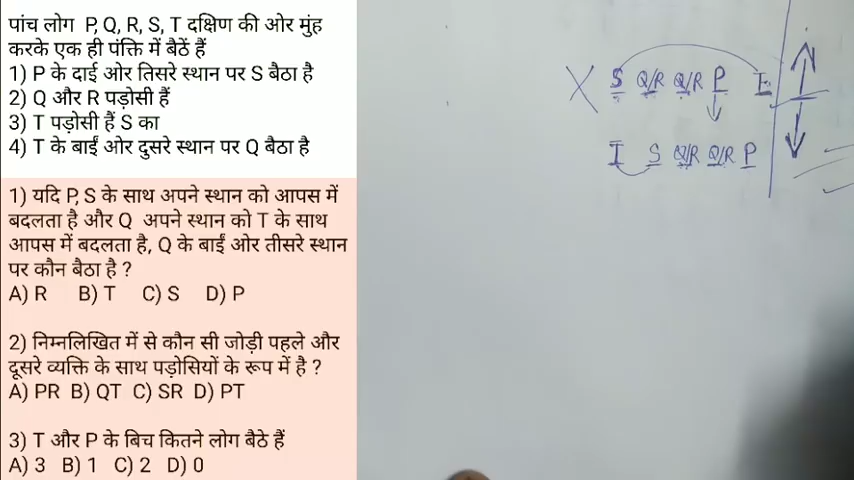 पांच लोग P, Q, R, S, T दक्षिण की ओर मुंह
करके एक ही पंक्ति में बैठें हैं
1) P के दाई ओर तिसरे स्थान पर S बैठा है
2) Q और R पड़ोसी हैं
3) T पड़ोसी हैं S का
4) T के बाईं ओर दुसरे स्थान पर Q बैठा है
1) यदि P, S के साथ अपने स्थान को आपस में
बदलता है और Q अपने स्थान को T के साथ
आपस में बदलता है, Q के बाईं ओर तीसरे स्थान
पर कौन बैठा है ?
A) R B) T C) S D) P
2) निम्नलिखित में से कौन सी जोड़ी पहले और
दूसरे व्यक्ति के साथ पड़ोसियों के रूप में है ?
A) PR B) QT C) SR D) PT
3) T और P के बिच कितने लोग बैठे हैं
A) 3 B) 1 C) 2 D) 0
S Q/R Q/R P
T S Q/R Q/R P